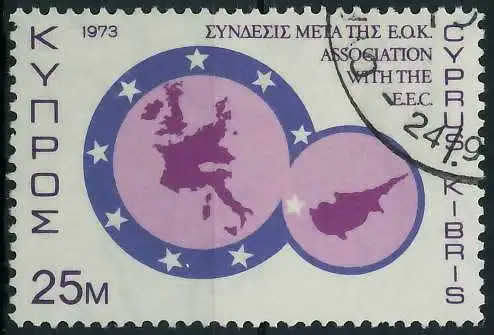 ΚΥΠΡΟΣ
1973
ΣΥΝΔΕΣΙΣ ΜΕΤΑ ΤΗΣ Ε.Ο.Κ.
ASSOCIATION
WITH THE
E.E.C.
CYPRUS KIBRIS
25M